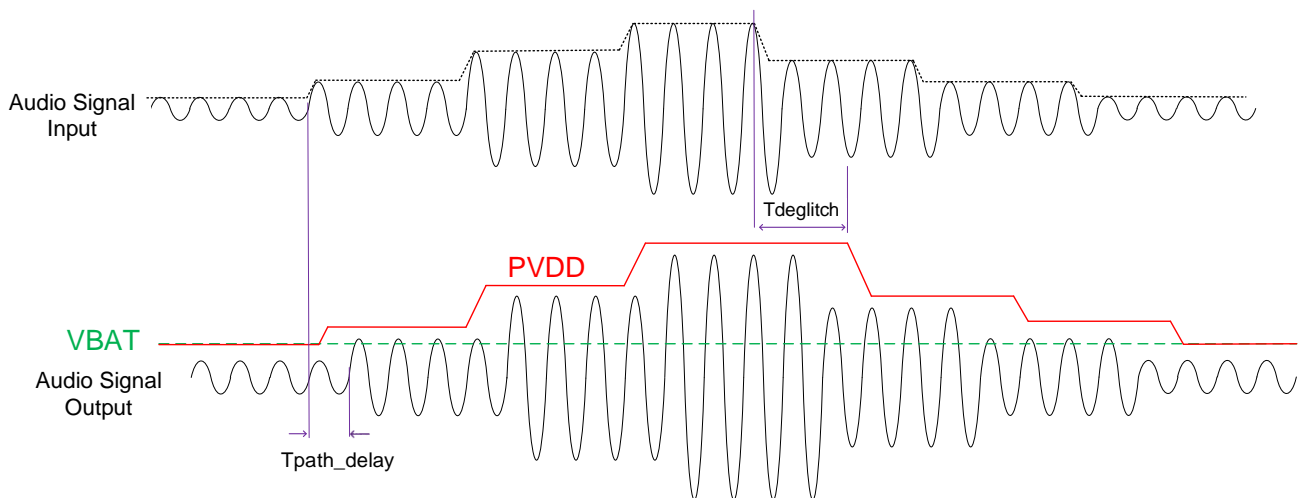 Audio Signal
Input
Tdeglitch
PVDD
VBAT
Audio Signal
Output
Tpath_delay